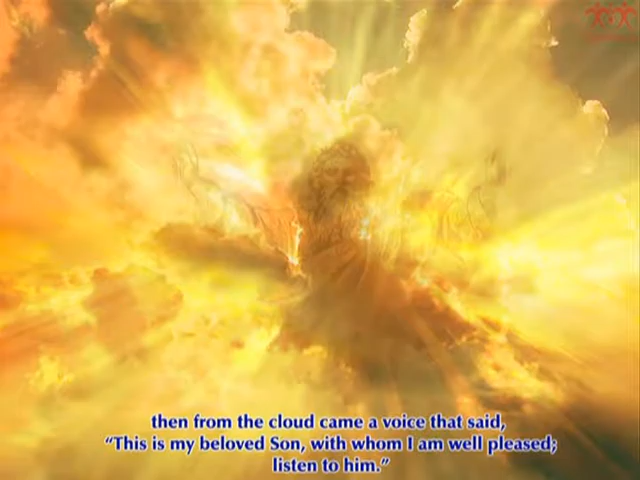 then from the cloud came a voice that said,
“This is my beloved Son, with whom I am well pleased;
listen to him.”